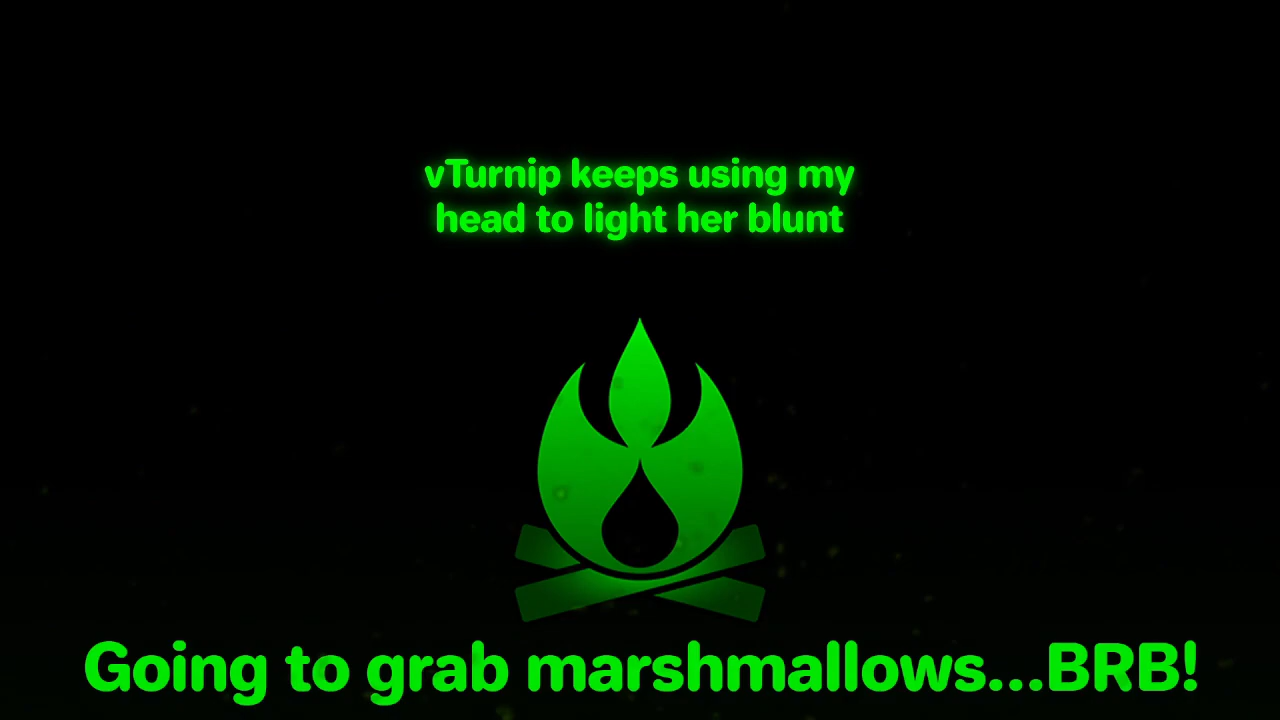 vTurnip keeps using my
head to light her blunt
Going to grab marshmallows...BRB!